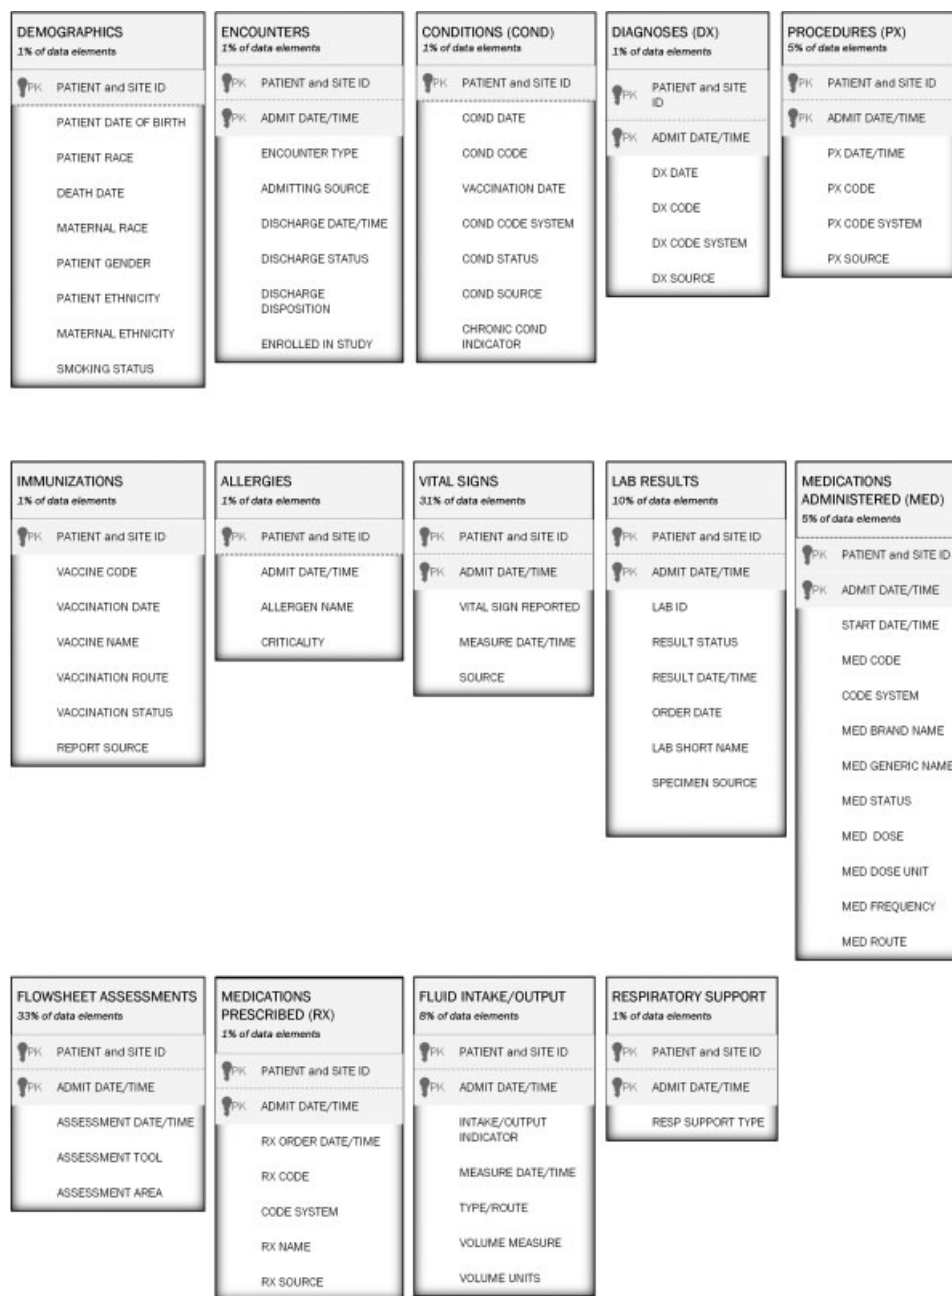 DEMOGRAPHICS
1% of data elements
PK PATIENT and SITE ID
PATIENT DATE OF BIRTH
PATIENT RACE
DEATH DATE
MATERNAL RACE
PATIENT GENDER
PATIENT ETHNICITY
MATERNAL ETHNICITY
SMOKING STATUS
ENCOUNTERS
1% of data elements
PK PATIENT and SITE ID
PK ADMIT DATE/TIME
ENCOUNTER TYPE
ADMITTING SOURCE
DISCHARGE DATE/TIME
DISCHARGE STATUS
DISCHARGE
DISPOSITION
ENROLLED IN STUDY
CONDITIONS (COND)
1% of data elements
PK PATIENT and SITE ID
COND DATE
COND CODE
VACCINATION DATE
COND CODE SYSTEM
COND STATUS
COND SOURCE
CHRONIC COND
INDICATOR
DIAGNOSES (DX)
1% of data elements
PK PATIENT and SITE
ID
PK ADMIT DATE/TIME
DX DATE
DX CODE
DX CODE SYSTEM
DX SOURCE
PROCEDURES (PX)
5% of data elements
PK PATIENT and SITE ID
PK ADMIT DATE/TIME
PX DATE/TIME
PX CODE
PX CODE SYSTEM
PX SOURCE
IMMUNIZATIONS
1% of data elements
PK PATIENT and SITE ID
VACCINE CODE
VACCINATION DATE
VACCINE NAME
VACCINATION ROUTE
VACCINATION STATUS
REPORT SOURCE
ALLERGIES
1% of data elements
PK PATIENT and SITE ID
ADMIT DATE/TIME
ALLERGEN NAME
CRITICALITY
VITAL SIGNS
31% of data elements
PK PATIENT and SITE ID
PK ADMIT DATE/TIME
VITAL SIGN REPORTED
MEASURE DATE/TIME
SOURCE
LAB RESULTS
10% of data elements
PK PATIENT and SITE ID
PK ADMIT DATE/TIME
LAB ID
RESULT STATUS
RESULT DATE/TIME
ORDER DATE
LAB SHORT NAME
SPECIMEN SOURCE
MEDICATIONS
ADMINISTERED (MED)
5% of data elements
PK PATIENT and SITE ID
PK ADMIT DATE/TIME
START DATE/TIME
MED CODE
CODE SYSTEM
MED BRAND NAME
MED GENERIC NAME
MED STATUS
MED DOSE
MED DOSE UNIT
MED FREQUENCY
MED ROUTE
FLOWSHEET ASSESSMENTS
33% of data elements
PK PATIENT and SITE ID
PK ADMIT DATE/TIME
ASSESSMENT DATE/TIME
ASSESSMENT TOOL
ASSESSMENT AREA
MEDICATIONS
PRESCRIBED (RX)
1% of data elements
PK PATIENT and SITE ID
PK ADMIT DATE/TIME
RX ORDER DATE/TIME
RX CODE
CODE SYSTEM
RX NAME
RX SOURCE
FLUID INTAKE/OUTPUT
8% of data elements
PK PATIENT and SITE ID
PK ADMIT DATE/TIME
INTAKE/OUTPUT
INDICATOR
MEASURE DATE/TIME
TYPE/ROUTE
VOLUME MEASURE
VOLUME UNITS
RESPIRATORY SUPPORT
1% of data elements
PK PATIENT and SITE ID
PK ADMIT DATE/TIME
RESP SUPPORT TYPE